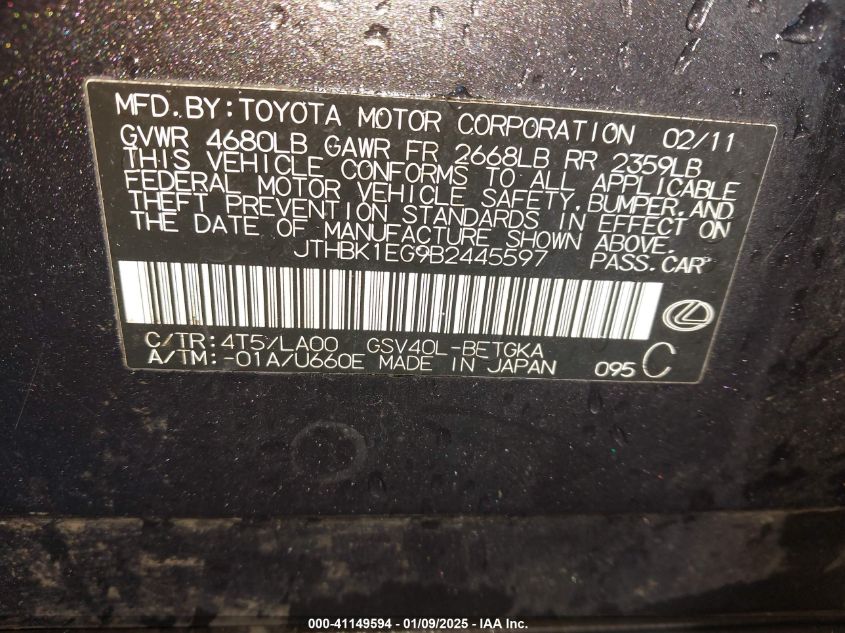 MFD. BY: TOYOTA MOTOR CORPORATION 02/11
GVWR 4680LB GAWR FR 2668LB RR 2359LB
THIS VEHICLE CONFORMS TO ALL APPLICABLE
FEDERAL MOTOR VEHICLE SAFETY, BUMPER, AND
THEFT PREVENTION STANDARDS IN EFFECT ON
THE DATE OF MANUFACTURE SHOWN ABOVE.
JTHBK1EG9B2445597 PASS. CAR
C/TR: 4T5/LA00 GSV40L-BETGKA
A/TM: -01A/U660E MADE IN JAPAN 095 C
000-41149594 - 01/09/2025 - IAA Inc.